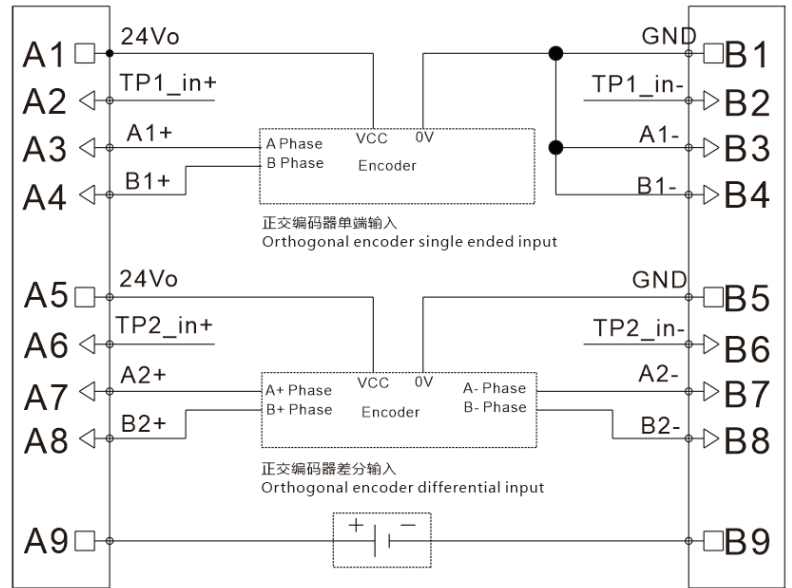 A1 24Vo GND B1
A2 TP1_in+ TP1_in- B2
A3 A1+ A Phase VCC 0V A1- B3
A4 B1+ B Phase Encoder B1- B4
正交编码器单端输入
Orthogonal encoder single ended input
A5 24Vo GND B5
A6 TP2_in+ TP2_in- B6
A7 A2+ A+ Phase VCC 0V A- Phase A2- B7
A8 B2+ B+ Phase Encoder B- Phase B2- B8
正交编码器差分输入
Orthogonal encoder differential input
A9 + − B9